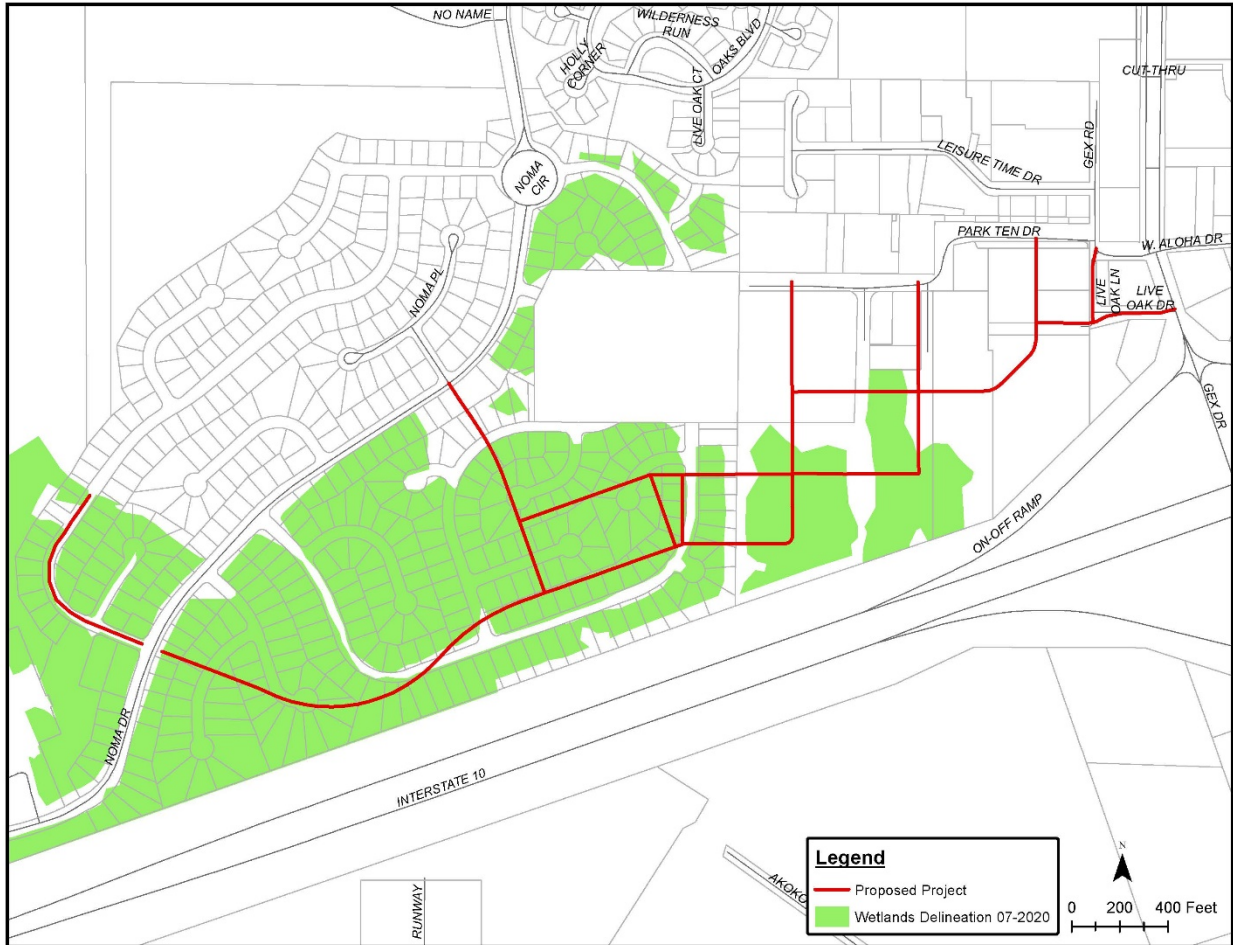 NO NAME
WILDERNESS
RUN
HOLLY
CORNER
OAKS BLVD
LIVE OAK CT
CUT-THRU
GEX RD
LEISURE TIME DR
NOMA
CIR
PARK TEN DR
W. ALOHA DR
NOMA PL
LIVE
OAK LN
LIVE
OAK DR
GEX DR
ON-OFF RAMP
NOMA DR
INTERSTATE 10
RUNWAY
Legend
Proposed Project
Wetlands Delineation 07-2020
N
0 200 400 Feet